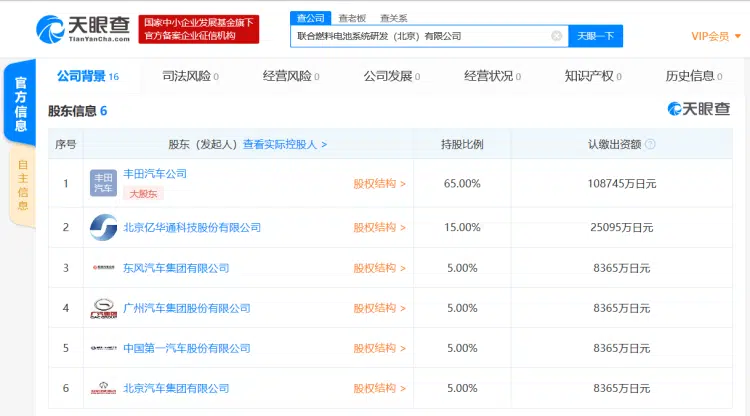 天眼查
TianYanCha.com
国家中小企业发展基金旗下
官方备案企业征信机构
查公司 查老板 查关系
联合燃料电池系统研发（北京）有限公司
天眼一下
VIP会员
官方信息
自主信息
公司背景 16 司法风险 0 经营风险 0 公司发展 0 经营状况 0 知识产权 0 历史信息 0
股东信息 6
天眼查
序号 股东（发起人） 查看实际控股人 > 持股比例 认缴出资额
1 丰田汽车 丰田汽车公司 大股东 股权结构 > 65.00% 108745万日元
2 北京亿华通科技股份有限公司 股权结构 > 15.00% 25095万日元
3 东风汽车集团有限公司 股权结构 > 5.00% 8365万日元
4 广汽集团 GAC GROUP 广州汽车集团股份有限公司 股权结构 > 5.00% 8365万日元
5 中国第一汽车股份有限公司 股权结构 > 5.00% 8365万日元
6 北京汽车集团有限公司 股权结构 > 5.00% 8365万日元